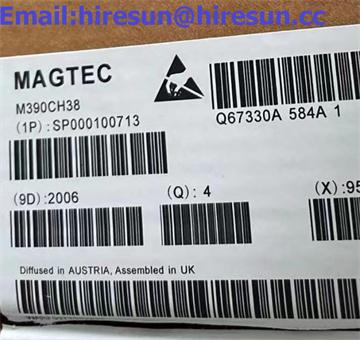 Email:hiresun@hiresun.cc
MAGTEC
M390CH38
(1P):SP000100713
Q67330A 584A 1
(9D):2006
(Q): 4
(X):95
Diffused in AUSTRIA, Assembled in UK